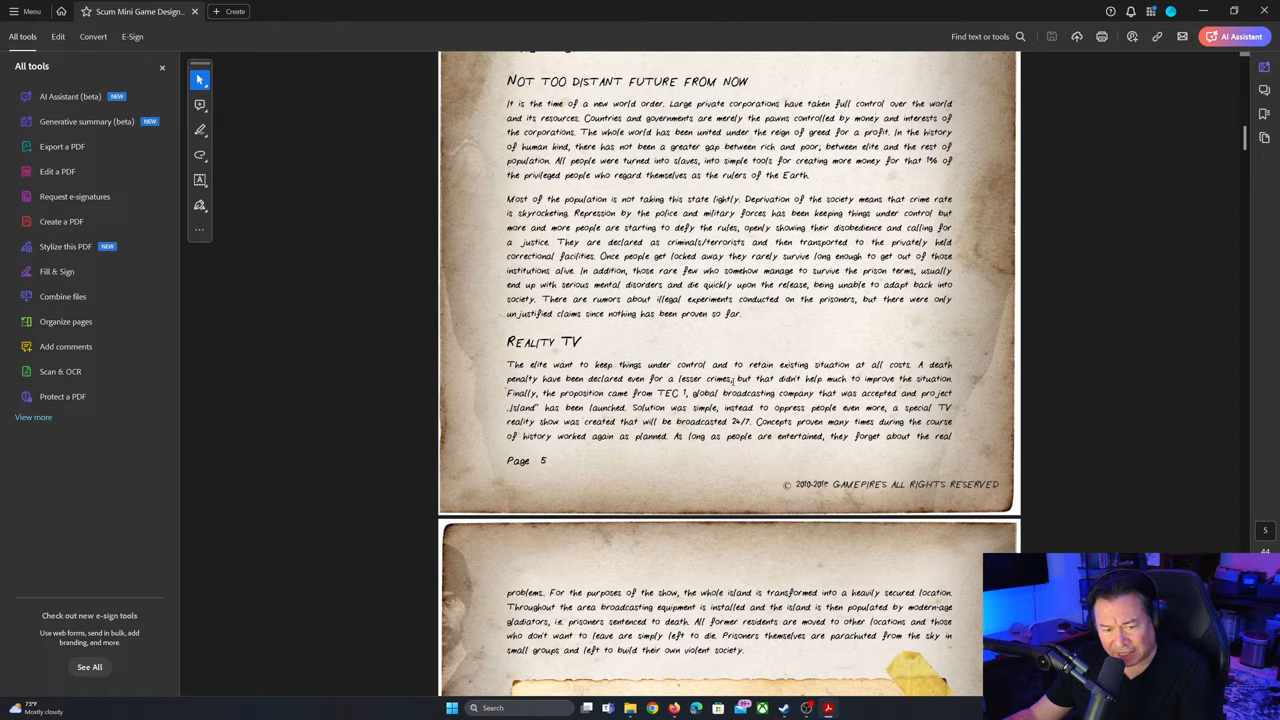 Menu
Scum Mini Game Design...
Create
All tools
Edit
Convert
E-Sign
Find text or tools
AI Assistant
All tools
AI Assistant (beta) NEW
Generative summary (beta) NEW
Export a PDF
Edit a PDF
Request e-signatures
Create a PDF
Stylize this PDF NEW
Fill & Sign
Combine files
Organize pages
Add comments
Scan & OCR
Protect a PDF
View more
Check out new e-sign tools
Use web forms, send in bulk, add
branding, and more.
See All
NOT TOO DISTANT FUTURE FROM NOW
It is the time of a new world order. Large private corporations have taken full control over the world
and its resources. Countries and governments are merely the pawns controlled by money and interests of
the corporations. The whole world has been united under the reign of greed for a profit. In the history
of human kind, there has not been a greater gap between rich and poor; between elite and the rest of
population. All people were turned into slaves, into simple tools for creating more money for that 1% of
the privileged people who regard themselves as the rulers of the Earth.
Most of the population is not taking this state lightly. Deprivation of the society means that crime rate
is skyrocketing. Repression by the police and military forces has been keeping things under control but
more and more people are starting to defy the rules, openly showing their disobedience and calling for
a justice. They are declared as criminals/terrorists and then transported to the privately held
correctional facilities. Once people get locked away they rarely survive long enough to get out of those
institutions alive. In addition, those rare few who somehow manage to survive the prison terms, usually
end up with serious mental disorders and die quickly upon the release, being unable to adapt back into
society. There are rumors about illegal experiments conducted on the prisoners, but there were only
unjustified claims since nothing has been proven so far.
REALITY TV
The elite want to keep things under control and to retain existing situation at all costs. A death
penalty have been declared even for a lesser crimes, but that didn't help much to improve the situation.
Finally, the proposition came from TEC 1, global broadcasting company that was accepted and project
„Island" has been launched. Solution was simple, instead to oppress people even more, a special TV
reality show was created that will be broadcasted 24/7. Concepts proven many times during the course
of history worked again as planned. As long as people are entertained, they forget about the real
Page 5
© 2010-2018 GAMEPIRES ALL RIGHTS RESERVED
problems. For the purposes of the show, the whole island is transformed into a heavily secured location.
Throughout the area broadcasting equipment is installed and the island is then populated by modern-age
gladiators, i.e. prisoners sentenced to death. All former residents are moved to other locations and those
who don't want to leave are simply left to die. Prisoners themselves are parachuted from the sky in
small groups and left to build their own violent society.
5
44
73°F
Mostly cloudy
Search
99+